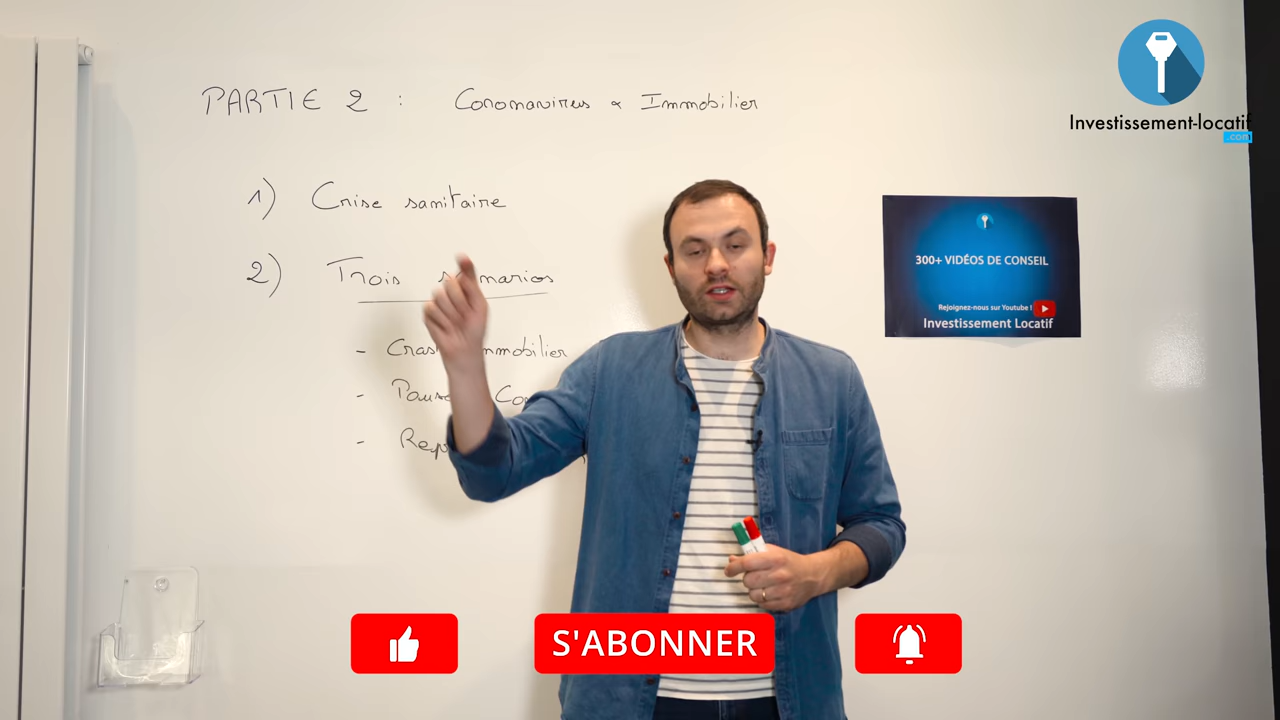 PARTIE 2 : Coronavirus & Immobilier
1) Crise sanitaire
2) Trois
-
immobilier
-
-
Investissement-locatif
.com
300+ VIDÉOS DE CONSEIL
Rejoignez-nous sur Youtube !
Investissement Locatif
S'ABONNER